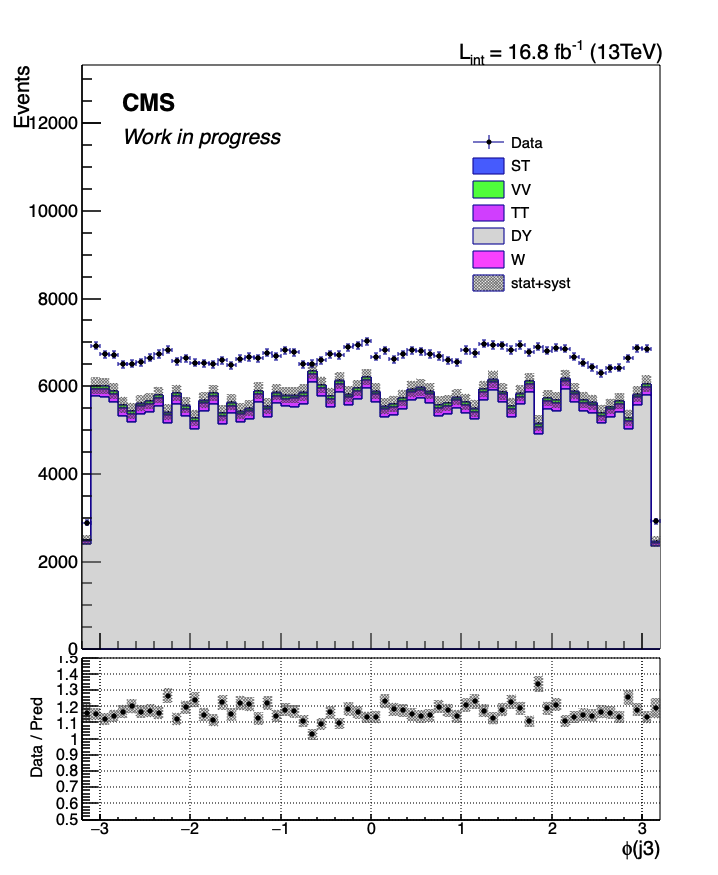 L_int = 16.8 fb⁻¹ (13TeV)
Events
CMS
Work in progress
Data
ST
VV
TT
DY
W
stat+syst
12000
10000
8000
6000
4000
2000
0
Data / Pred
1.5
1.4
1.3
1.2
1.1
1
0.9
0.8
0.7
0.6
0.5
−3 −2 −1 0 1 2 3
ϕ(j3)